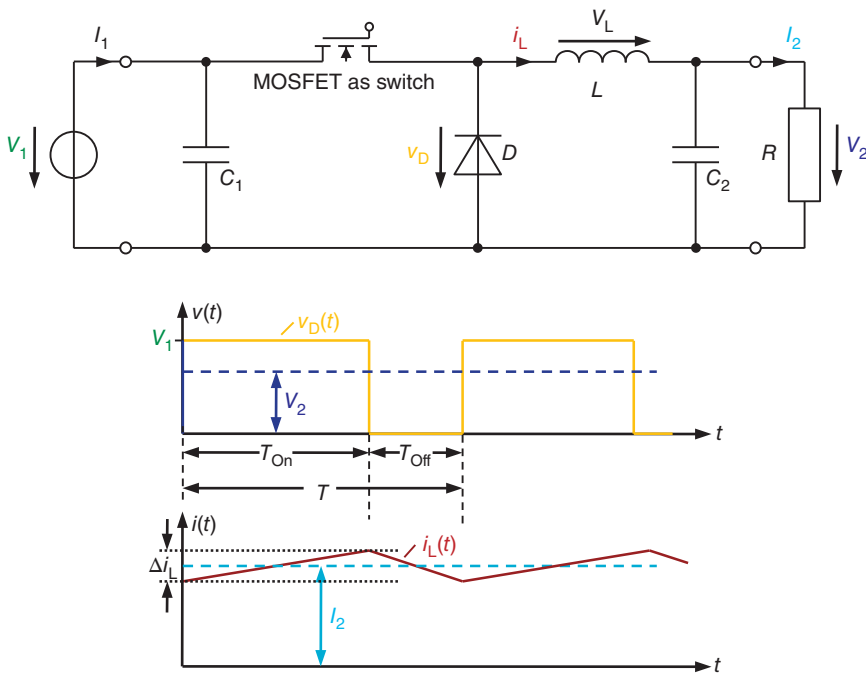 I1
iL
VL
I2
MOSFET as switch
L
V1
C1
vD
D
C2
R
V2
v(t)
vD(t)
V1
V2
t
TOn
TOff
T
i(t)
iL(t)
ΔiL
I2
t